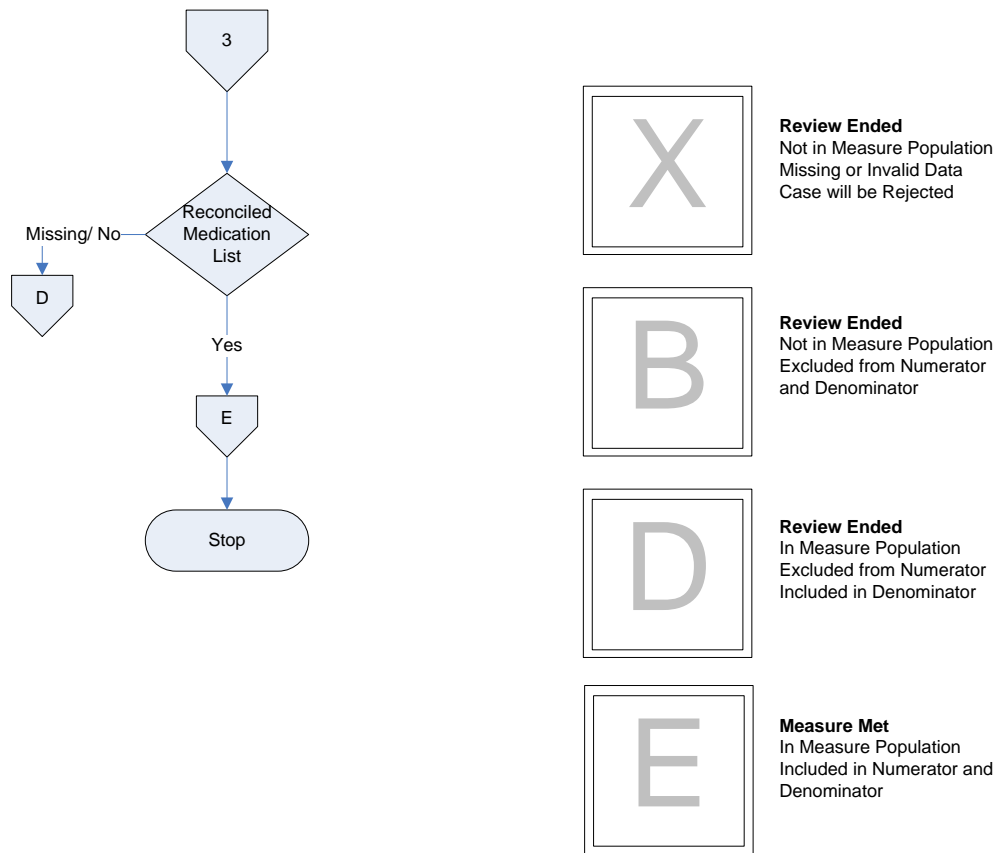 3
Reconciled
Medication
List
Missing/ No
D
Yes
E
Stop
X
Review Ended
Not in Measure Population
Missing or Invalid Data
Case will be Rejected
B
Review Ended
Not in Measure Population
Excluded from Numerator
and Denominator
D
Review Ended
In Measure Population
Excluded from Numerator
Included in Denominator
E
Measure Met
In Measure Population
Included in Numerator and
Denominator